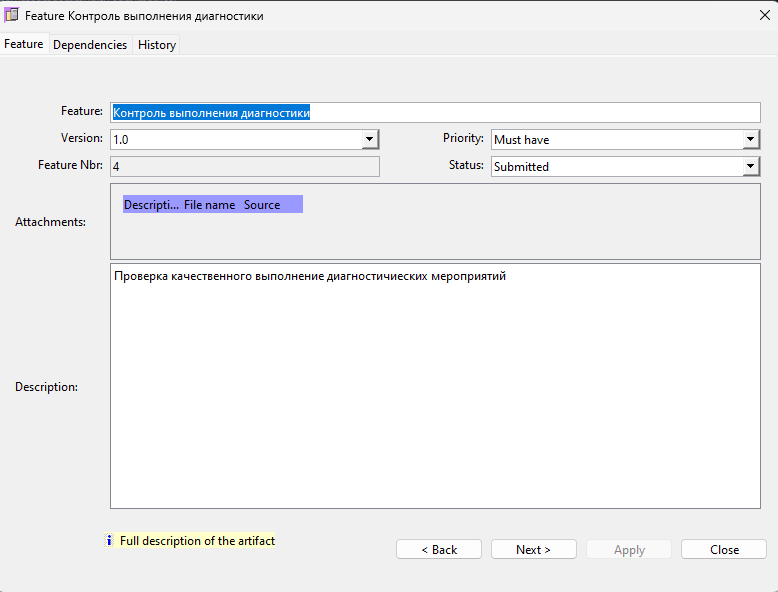 Feature Контроль выполнения диагностики
Feature Dependencies History
Feature: Контроль выполнения диагностики
Version: 1.0 Priority: Must have
Feature Nbr: 4 Status: Submitted
Attachments: Descripti... File name Source
Проверка качественного выполнение диагностичиеских мероприятий
Description:
Full description of the artifact
< Back Next > Apply Close